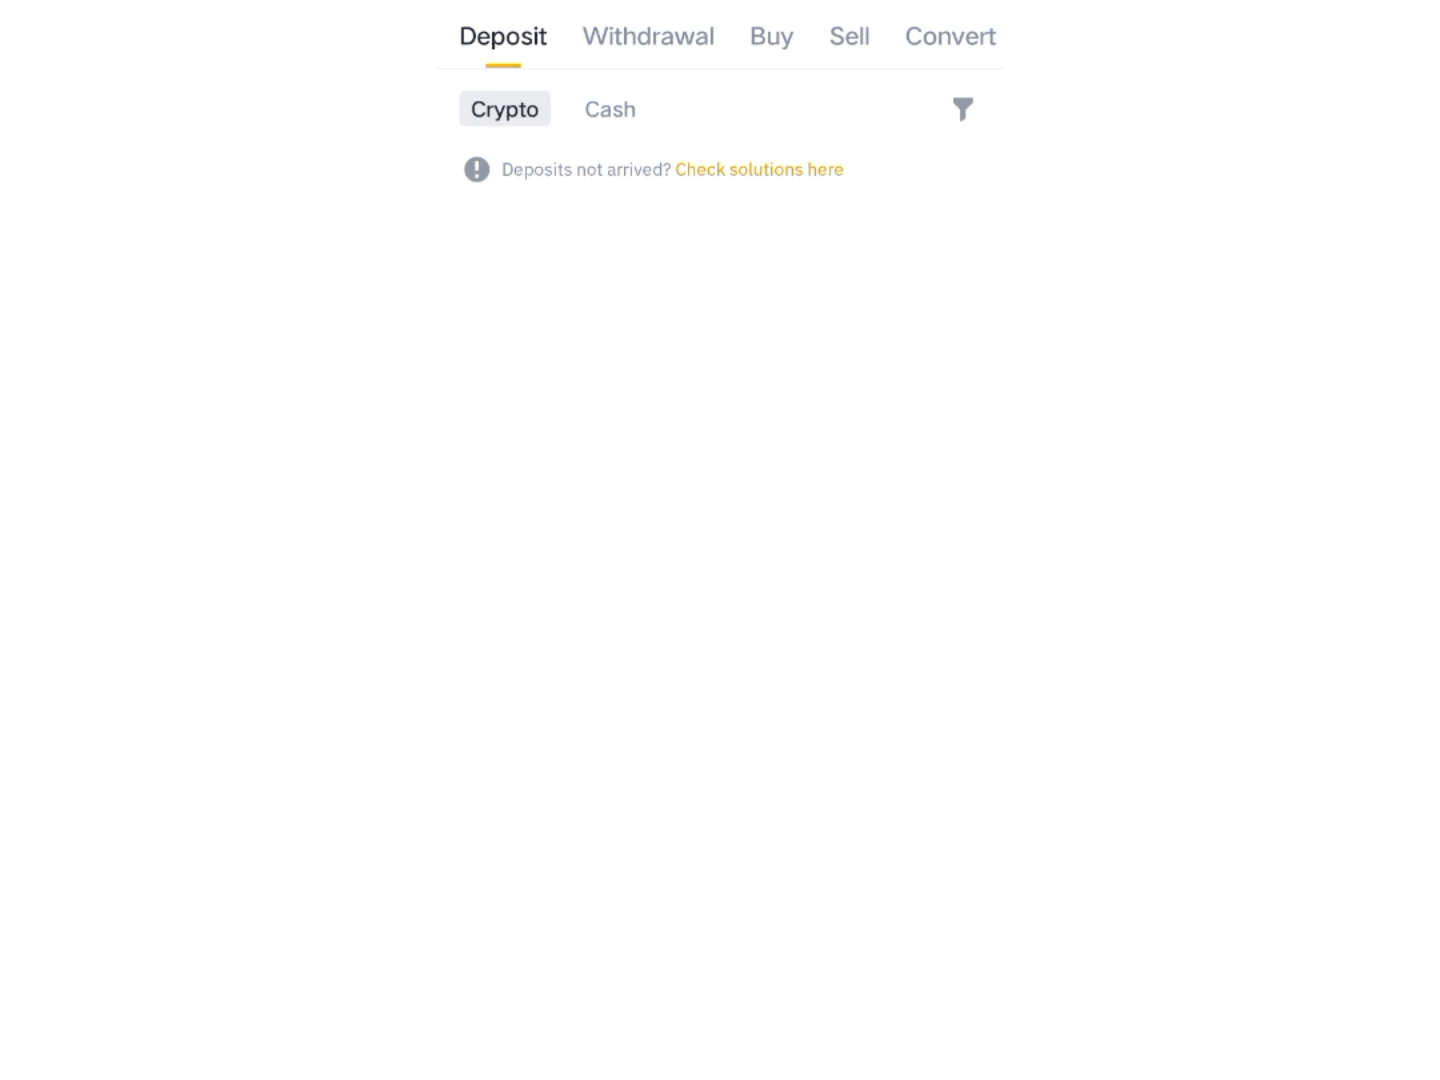 Deposit Withdrawal Buy Sell Convert
Crypto Cash
Deposits not arrived? Check solutions here